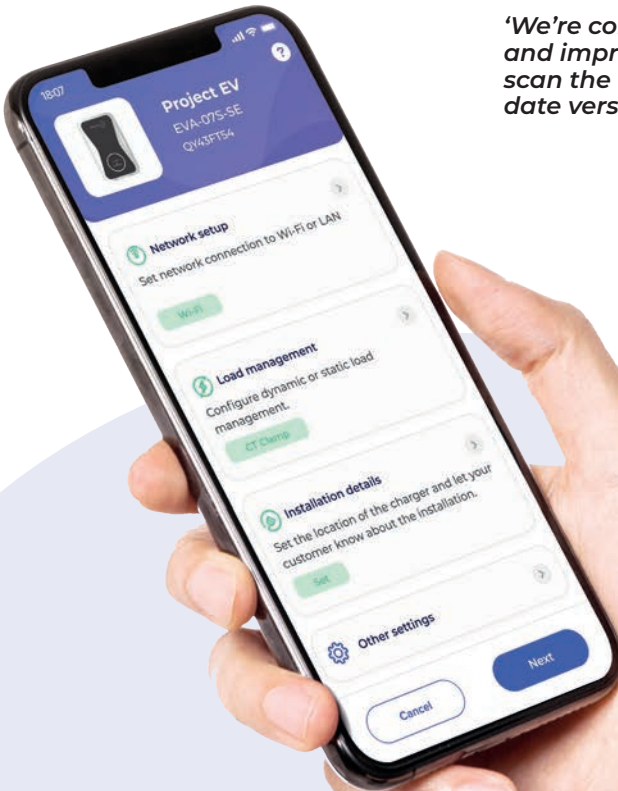 ‘We’re co
and impr
scan the
date vers
18:07
?
Project EV
EVA-07S-SE
QY43FTS4
Network setup
Set network connection to Wi-Fi or LAN
Wi-Fi
Load management
Configure dynamic or static load
management.
CT Clamp
Installation details
Set the location of the charger and let your
customer know about the installation.
Set
Other settings
Cancel
Next